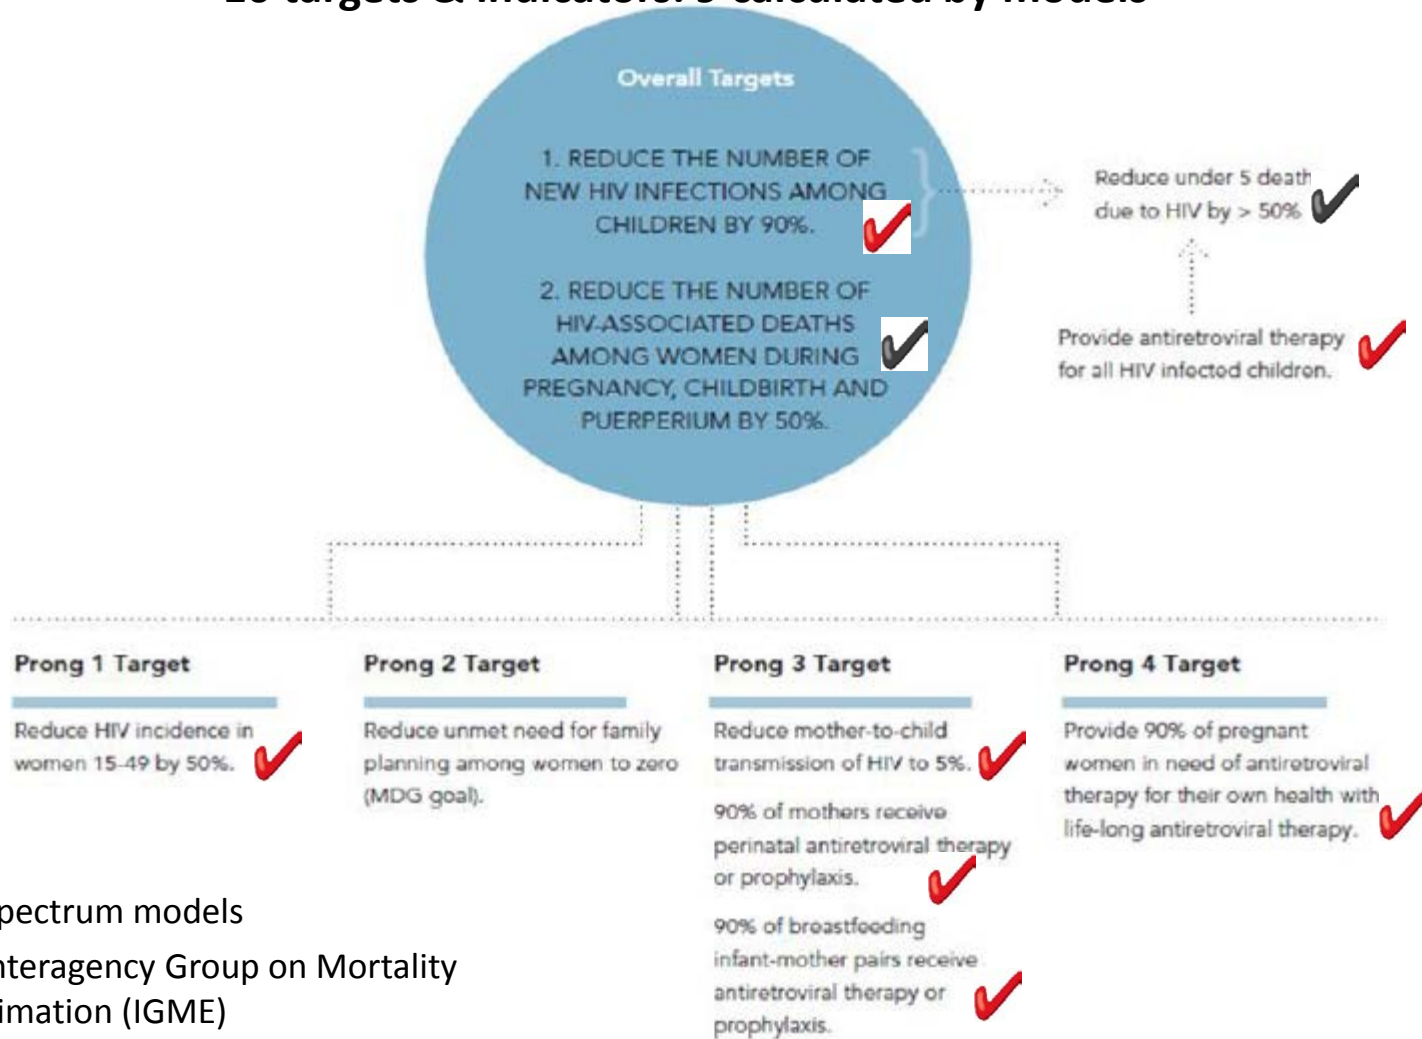 Overall Targets
1. REDUCE THE NUMBER OF
NEW HIV INFECTIONS AMONG
CHILDREN BY 90%.
2. REDUCE THE NUMBER OF
HIV-ASSOCIATED DEATHS
AMONG WOMEN DURING
PREGNANCY, CHILDBIRTH AND
PUERPERIUM BY 50%.
Reduce under 5 death
due to HIV by > 50%
Provide antiretroviral therapy
for all HIV infected children.
Prong 1 Target
Reduce HIV incidence in
women 15-49 by 50%.
Prong 2 Target
Reduce unmet need for family
planning among women to zero
(MDG goal).
Prong 3 Target
Reduce mother-to-child
transmission of HIV to 5%.
90% of mothers receive
perinatal antiretroviral therapy
or prophylaxis.
90% of breastfeeding
infant-mother pairs receive
antiretroviral therapy or
prophylaxis.
Prong 4 Target
Provide 90% of pregnant
women in need of antiretroviral
therapy for their own health with
life-long antiretroviral therapy.
pectrum models
nteragency Group on Mortality
imation (IGME)